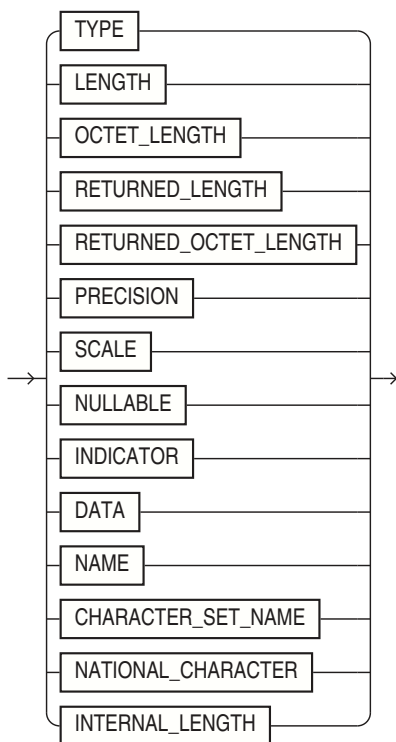 TYPE
LENGTH
OCTET_LENGTH
RETURNED_LENGTH
RETURNED_OCTET_LENGTH
PRECISION
SCALE
NULLABLE
INDICATOR
DATA
NAME
CHARACTER_SET_NAME
NATIONAL_CHARACTER
INTERNAL_LENGTH